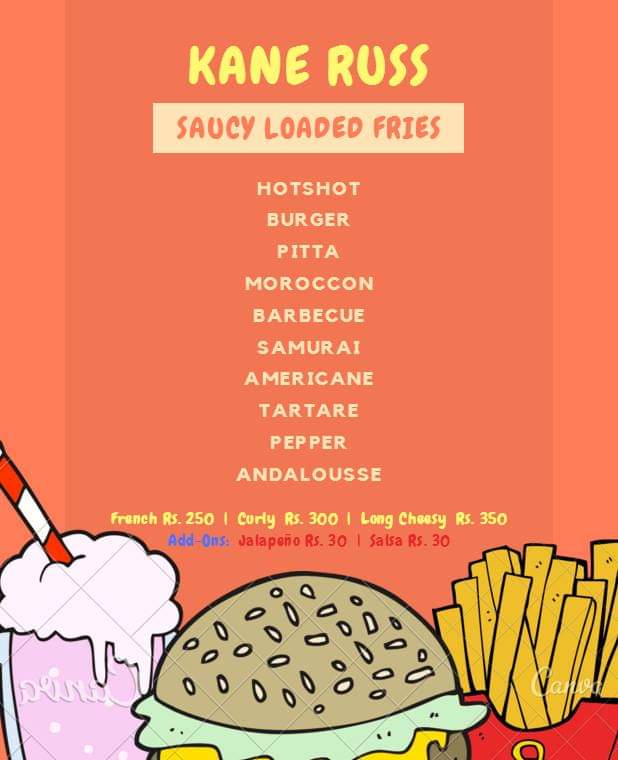 KANE RUSS
SAUCY LOADED FRIES
HOTSHOT
BURGER
PITTA
MOROCCON
BARBECUE
SAMURAI
AMERICANE
TARTARE
PEPPER
ANDALOUSSE
French Rs. 250 | Curly Rs. 300 | Long Cheesy Rs. 350
Add-Ons: Jalapeño Rs. 30 | Salsa Rs. 30
Canva
Canva